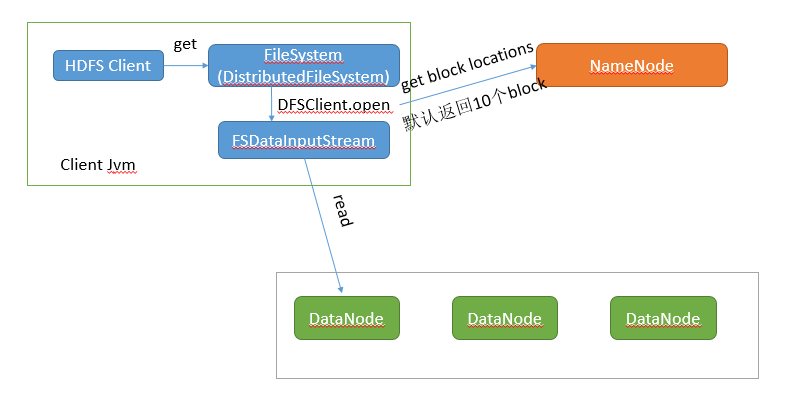 get
HDFS Client
FileSystem
(DistributedFileSystem)
get block locations
NameNode
DFSClient.open
默认返回10个block
FSDataInputStream
Client Jvm
read
DataNode
DataNode
DataNode